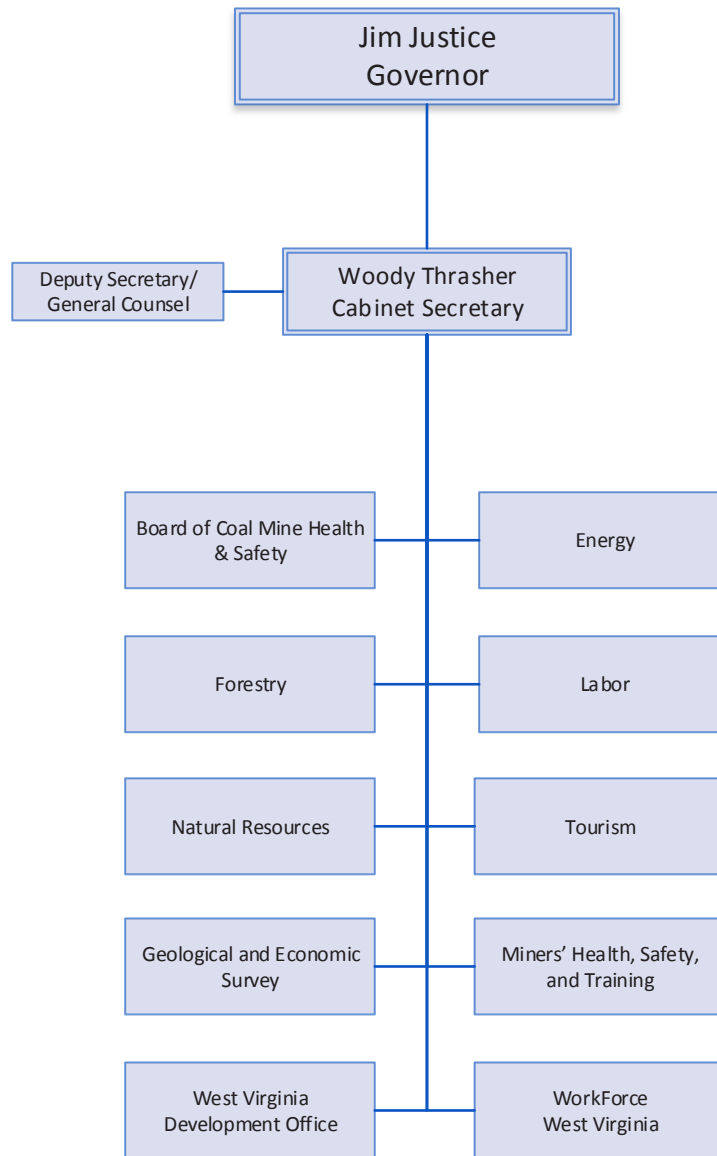 Jim Justice
Governor
Deputy Secretary/
General Counsel
Woody Thrasher
Cabinet Secretary
Board of Coal Mine Health
& Safety
Energy
Forestry
Labor
Natural Resources
Tourism
Geological and Economic
Survey
Miners’ Health, Safety,
and Training
West Virginia
Development Office
WorkForce
West Virginia